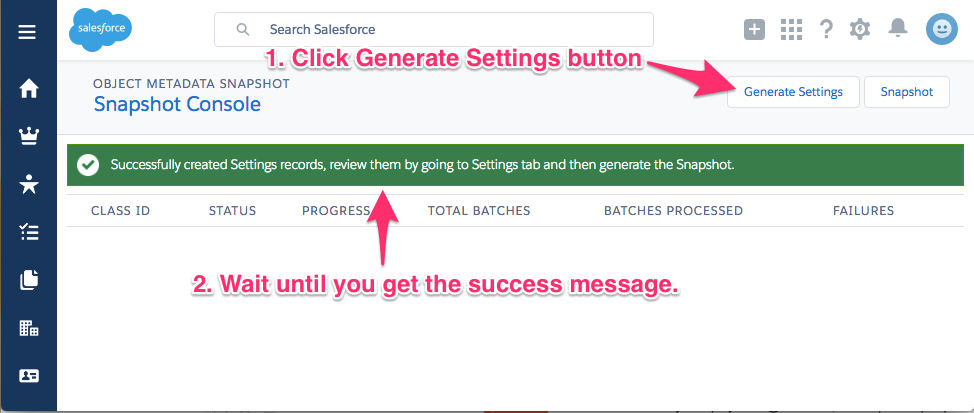 salesforce
Search Salesforce
1. Click Generate Settings button
OBJECT METADATA SNAPSHOT
Snapshot Console
Generate Settings
Snapshot
Successfully created Settings records, review them by going to Settings tab and then generate the Snapshot.
CLASS ID STATUS PROGRESS TOTAL BATCHES BATCHES PROCESSED FAILURES
2. Wait until you get the success message.